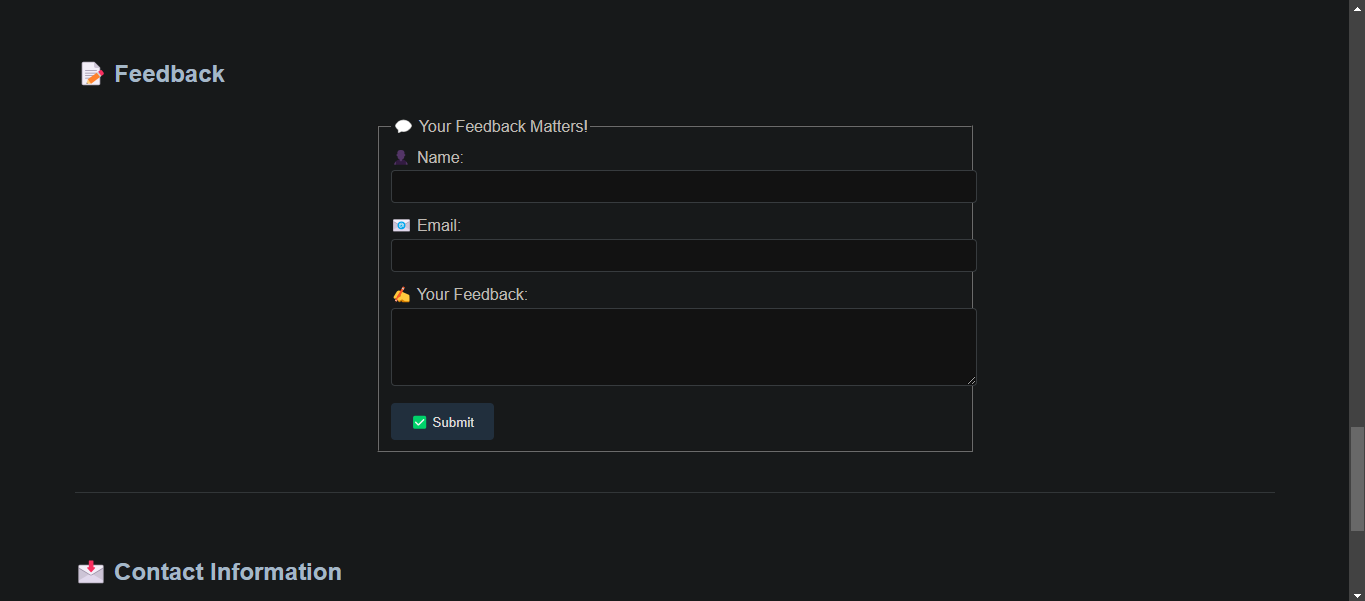 📝 Feedback
💬 Your Feedback Matters!
👤 Name:
📧 Email:
✍️ Your Feedback:
✅ Submit
📩 Contact Information